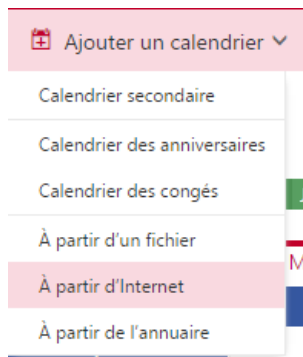 Ajouter un calendrier
Calendrier secondaire
Calendrier des anniversaires
Calendrier des congés
À partir d'un fichier
À partir d'Internet
M
À partir de l'annuaire